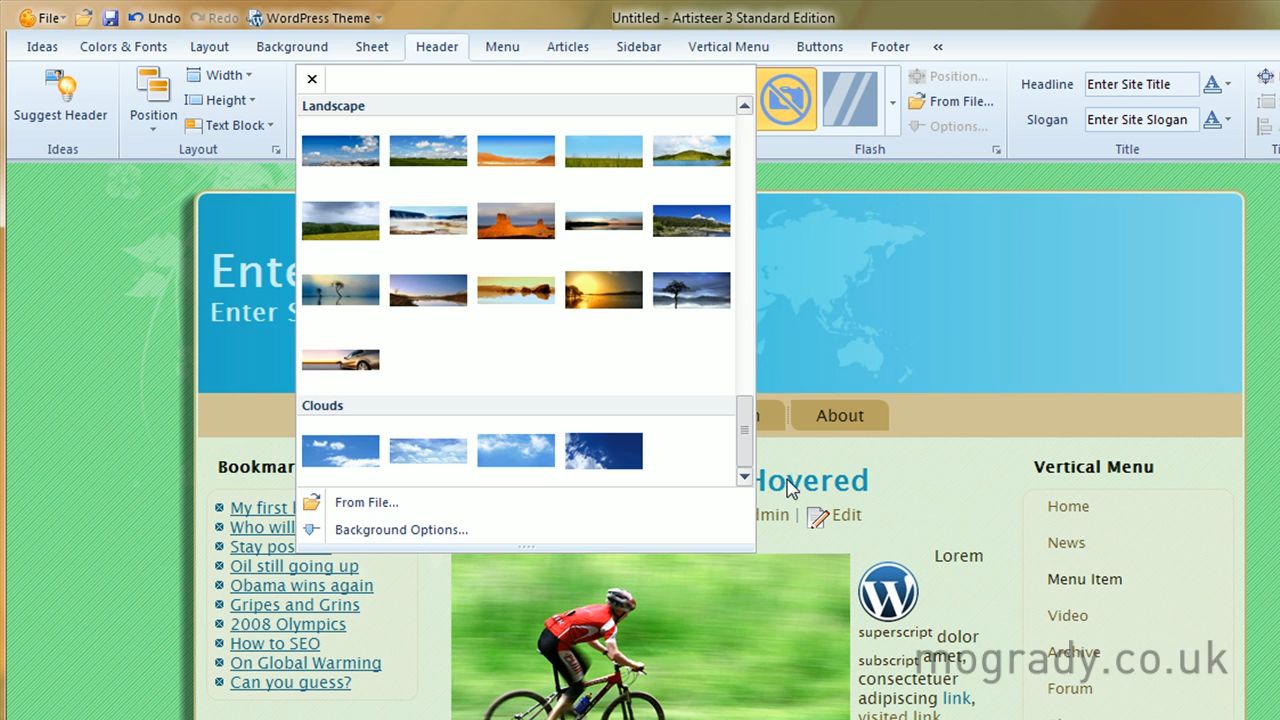 File
Undo
Redo
WordPress Theme
Untitled - Artisteer 3 Standard Edition
Ideas
Colors & Fonts
Layout
Background
Sheet
Header
Menu
Articles
Sidebar
Vertical Menu
Buttons
Footer
Suggest Header
Ideas
Position
Width
Height
Text Block
Layout
Landscape
Clouds
From File...
Background Options...
Position...
From File...
Options...
Flash
Headline
Enter Site Title
Slogan
Enter Site Slogan
Title
Ente
Enter S
About
Bookmar
My first
Who will
Stay pos
Oil still going up
Obama wins again
Gripes and Grins
2008 Olympics
How to SEO
On Global Warming
Can you guess?
Hovered
dmin | Edit
Lorem
superscript dolor
subscript amet,
consectetuer
adipiscing link,
visited link
Vertical Menu
Home
News
Menu Item
Video
Archive
Forum
mogrady.co.uk